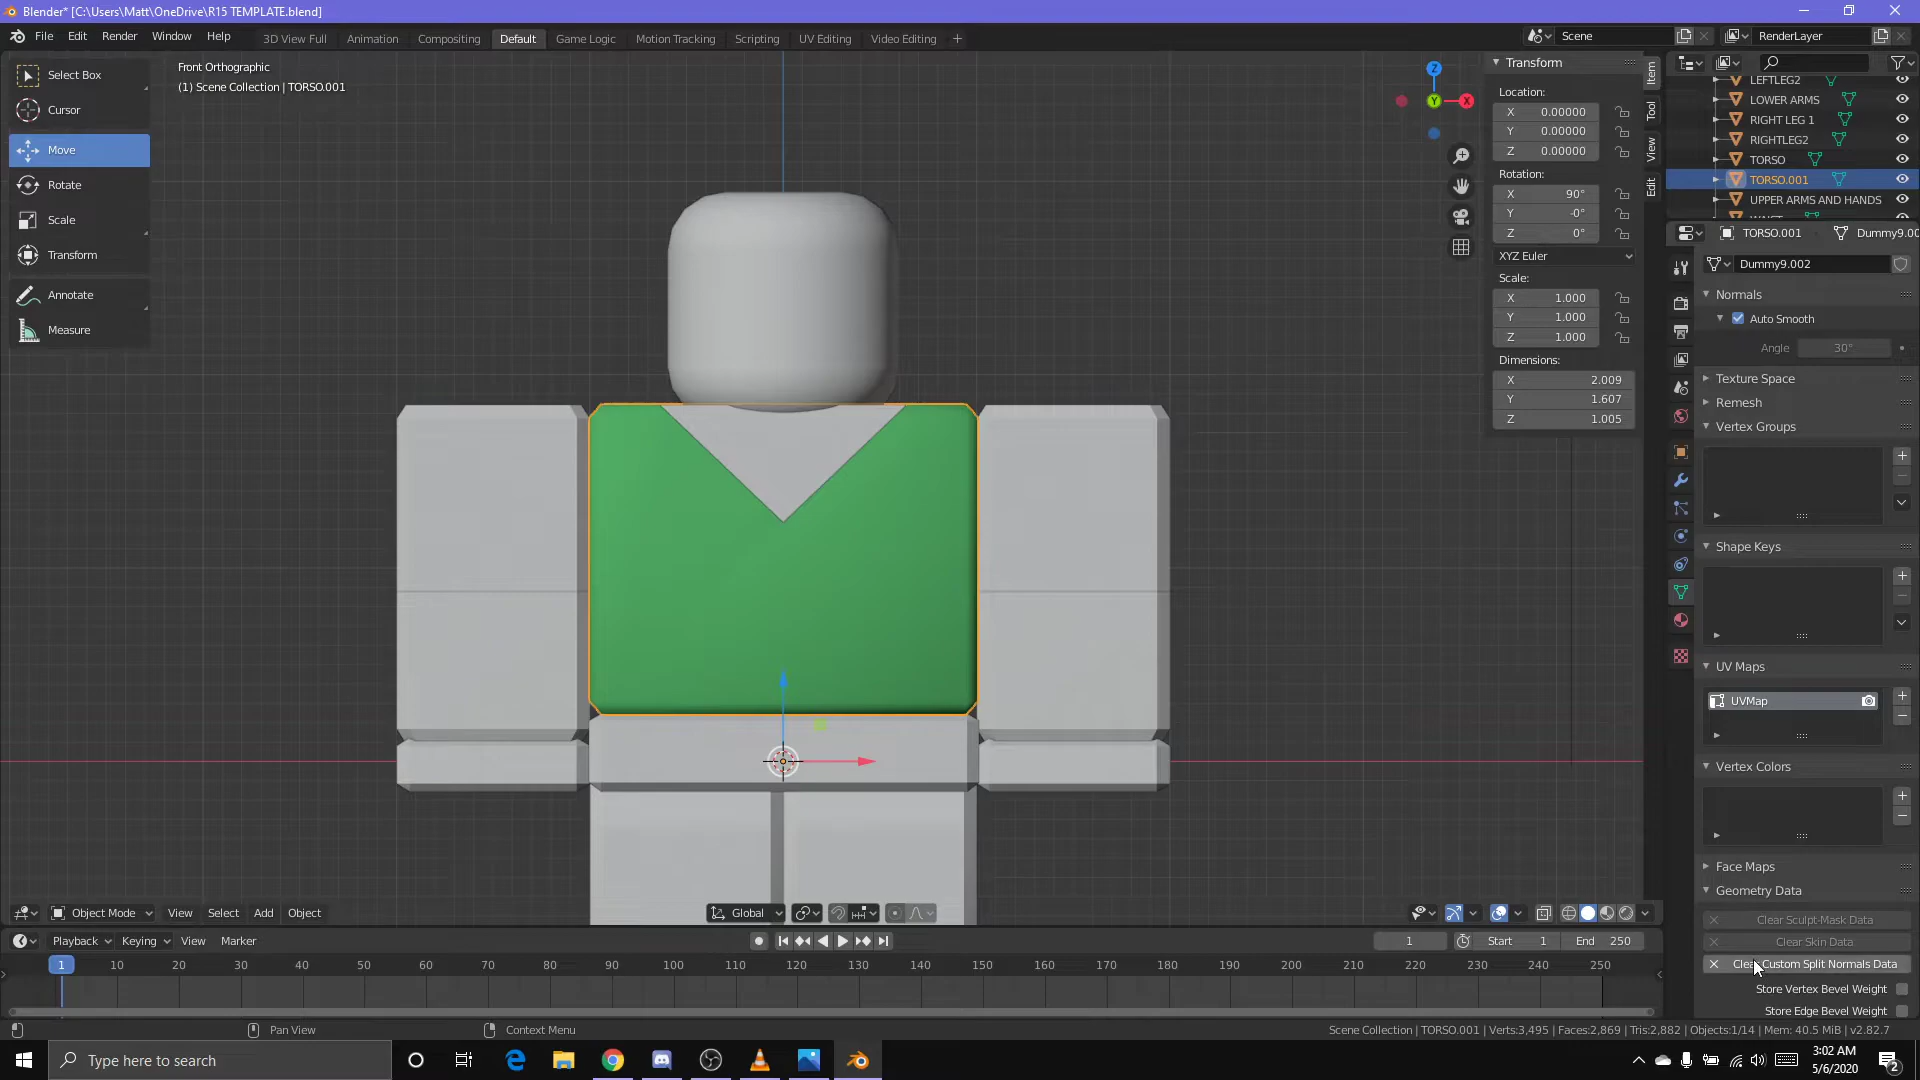 Blender* [C:\Users\Matt\OneDrive\R15 TEMPLATE.blend]
File Edit Render Window Help
3D View Full Animation Compositing Default Game Logic Motion Tracking Scripting UV Editing Video Editing +
Scene
RenderLayer
Select Box
Cursor
Move
Rotate
Scale
Transform
Annotate
Measure
Front Orthographic
(1) Scene Collection | TORSO.001
Z
Y
X
Transform
Location:
X 0.00000
Y 0.00000
Z 0.00000
Rotation:
X 90°
Y -0°
Z 0°
XYZ Euler
Scale:
X 1.000
Y 1.000
Z 1.000
Dimensions:
X 2.009
Y 1.607
Z 1.005
Item
Tool
View
Edit
LEFTLEG2
LOWER ARMS
RIGHT LEG 1
RIGHTLEG2
TORSO
TORSO.001
UPPER ARMS AND HANDS
TORSO.001 Dummy9.00
Dummy9.002
Normals
Auto Smooth
Angle 30°
Texture Space
Remesh
Vertex Groups
Shape Keys
UV Maps
UVMap
Vertex Colors
Face Maps
Geometry Data
Clear Sculpt-Mask Data
Clear Skin Data
Clear Custom Split Normals Data
Store Vertex Bevel Weight
Store Edge Bevel Weight
Object Mode View Select Add Object
Global
Playback Keying View Marker
1 Start 1 End 250
1 10 20 30 40 50 60 70 80 90 100 110 120 130 140 150 160 170 180 190 200 210 220 230 240 250
Pan View
Context Menu
Scene Collection | TORSO.001 | Verts:3,495 | Faces:2,869 | Tris:2,882 | Objects:1/14 | Mem: 40.5 MiB | v2.82.7
Type here to search
3:02 AM
5/6/2020
2